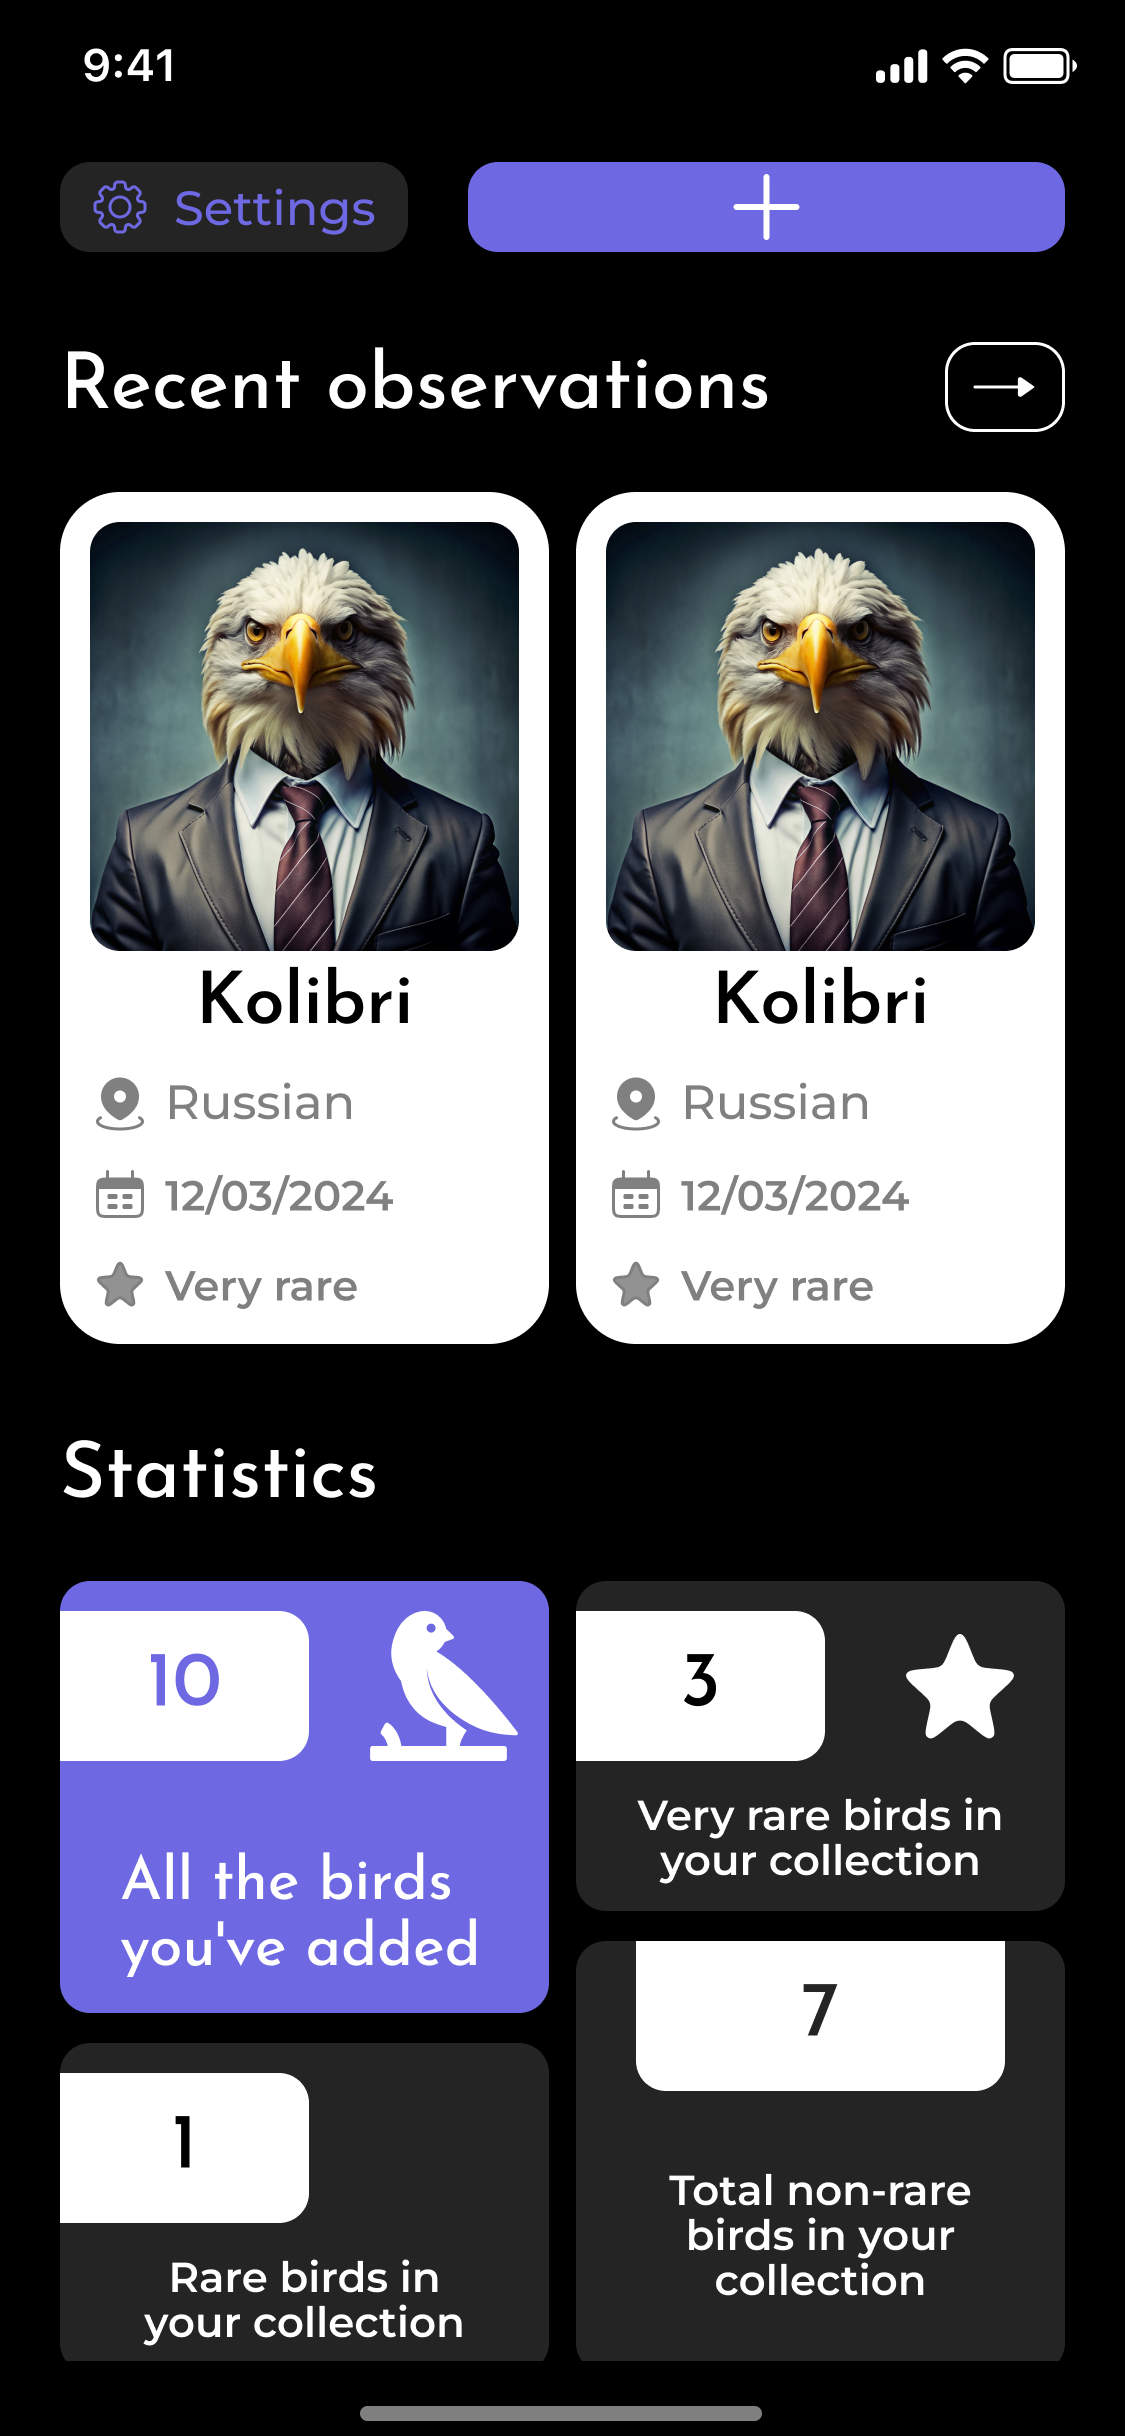 9:41
Settings
Recent observations
Kolibri
Russian
12/03/2024
Very rare
Kolibri
Russian
12/03/2024
Very rare
Statistics
10
All the birds
you've added
3
Very rare birds in
your collection
1
Rare birds in
your collection
7
Total non-rare
birds in your
collection